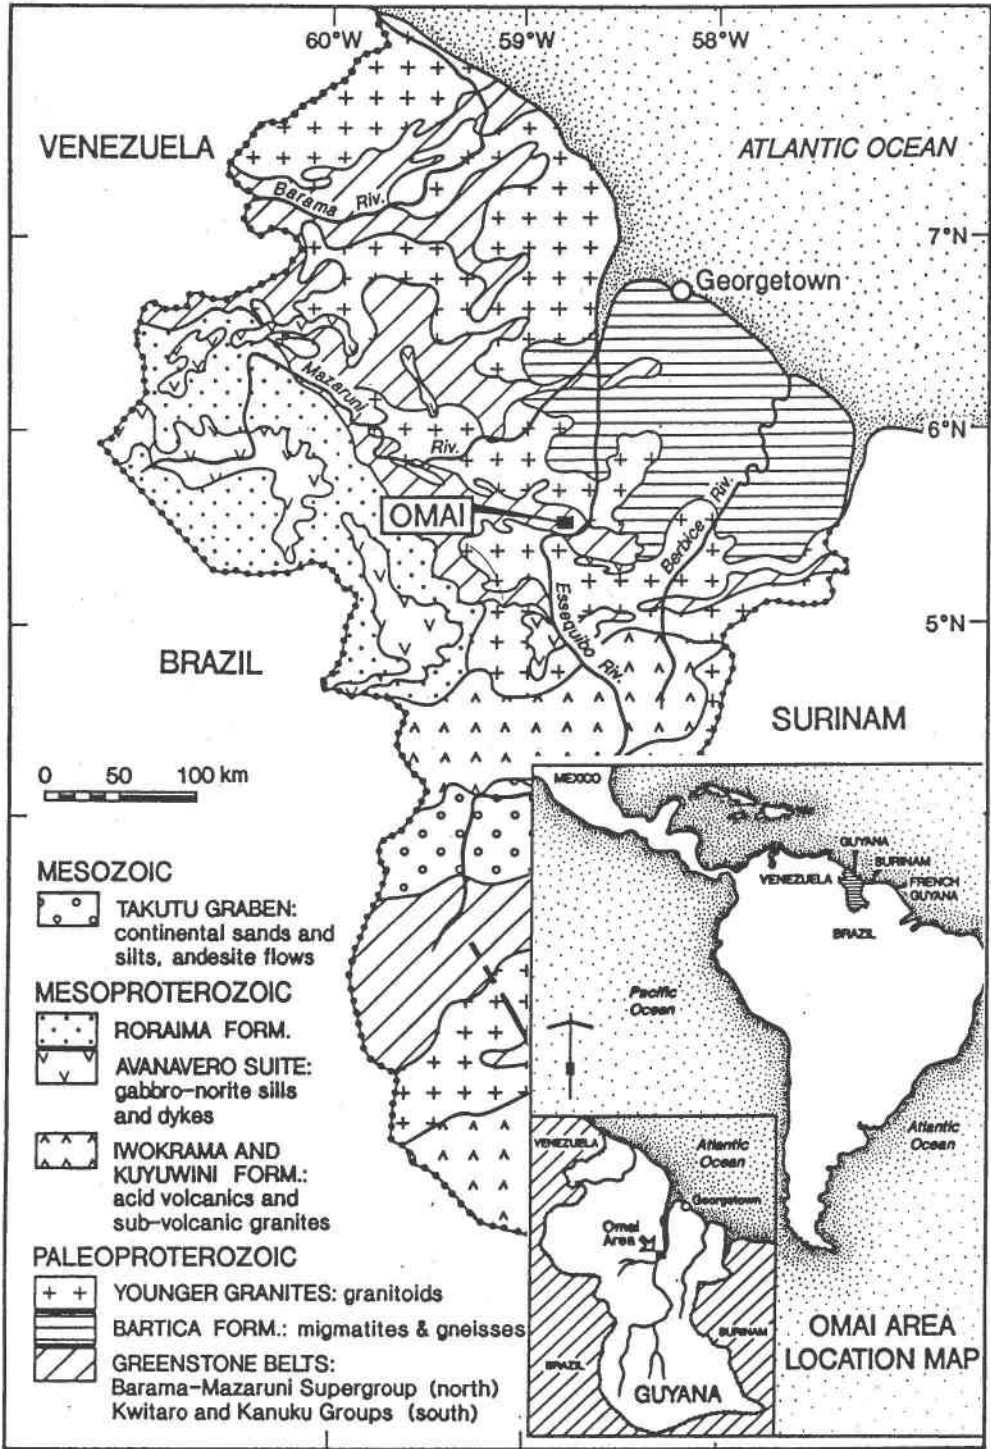 60°W 59°W 58°W
VENEZUELA
ATLANTIC OCEAN
Barama Riv.
7°N
Georgetown
Mazaruni
Riv.
6°N
OMAI
Berbice Riv.
Essequibo Riv.
5°N
BRAZIL
SURINAM
0 50 100 km
MESOZOIC
TAKUTU GRABEN:
continental sands and
silts, andesite flows
MESOPROTEROZOIC
RORAIMA FORM.
AVANAVERO SUITE:
gabbro-norite sills
and dykes
IWOKRAMA AND
KUYUWINI FORM.:
acid volcanics and
sub-volcanic granites
PALEOPROTEROZOIC
YOUNGER GRANITES: granitoids
BARTICA FORM.: migmatites & gneisses
GREENSTONE BELTS:
Barama-Mazaruni Supergroup (north)
Kwitaro and Kanuku Groups (south)
MEXICO
GUYANA
SURINAM
VENEZUELA
FRENCH
GUYANA
BRAZIL
Pacific
Ocean
Atlantic
Ocean
VENEZUELA
Atlantic
Ocean
Georgetown
Omai
Area
SURINAM
BRAZIL
GUYANA
OMAI AREA
LOCATION MAP